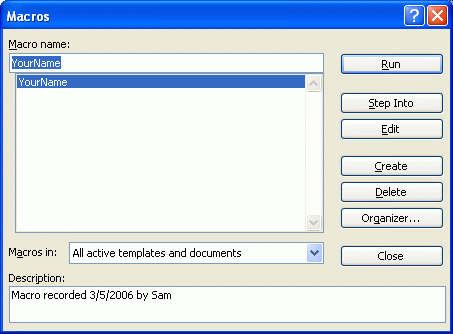 Macros
Macro name:
YourName
YourName
Run
Step Into
Edit
Create
Delete
Organizer...
Macros in:
All active templates and documents
Close
Description:
Macro recorded 3/5/2006 by Sam